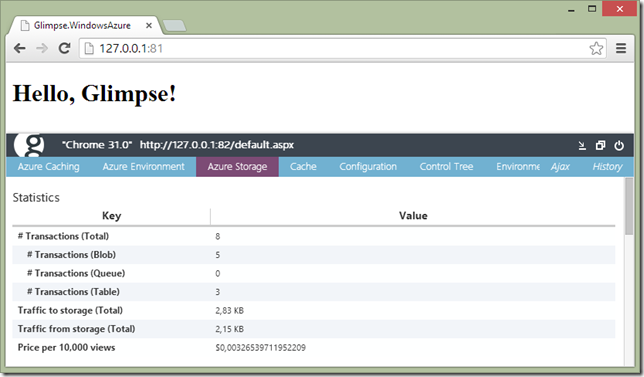 Glimpse.WindowsAzure
127.0.0.1:81
Hello, Glimpse!
g "Chrome 31.0" http://127.0.0.1:82/default.aspx
Azure Caching Azure Environment Azure Storage Cache Configuration Control Tree Environme Ajax History
Statistics
Key Value
# Transactions (Total) 8
# Transactions (Blob) 5
# Transactions (Queue) 0
# Transactions (Table) 3
Traffic to storage (Total) 2,83 KB
Traffic from storage (Total) 2,15 KB
Price per 10,000 views $0,00326539711952209